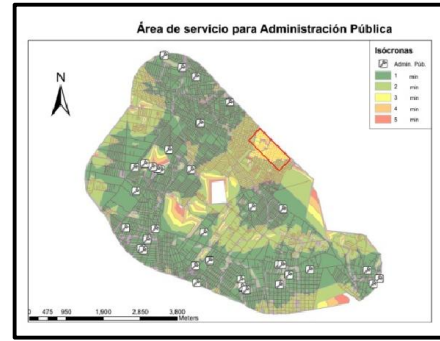 Área de servicio para Administración Pública
Isócronas
Admin. Púb.
1 min
2 min
3 min
4 min
5 min
N
0 475 950 1,900 2,850 3,800
Meters